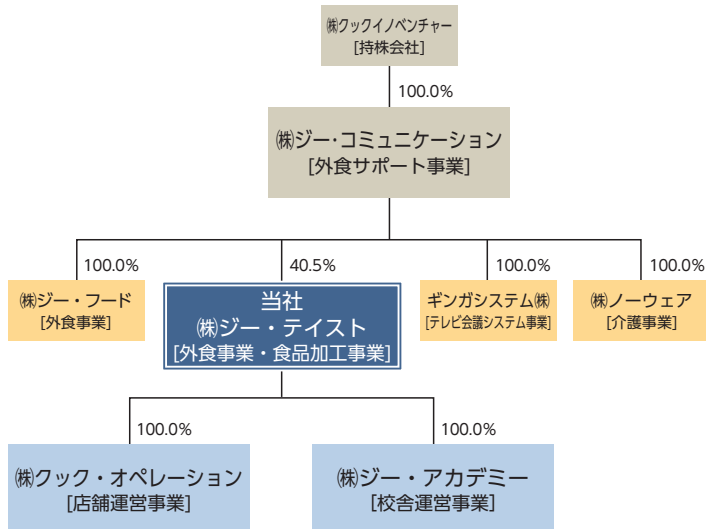 ㈱クックイノベンチャー
[持株会社]
100.0%
㈱ジー・コミュニケーション
[外食サポート事業]
100.0%
40.5%
100.0%
100.0%
㈱ジー・フード
[外食事業]
当社
㈱ジー・テイスト
[外食事業・食品加工事業]
ギンガシステム㈱
[テレビ会議システム事業]
㈱ノーウェア
[介護事業]
100.0%
100.0%
㈱クック・オペレーション
[店舗運営事業]
㈱ジー・アカデミー
[校舎運営事業]